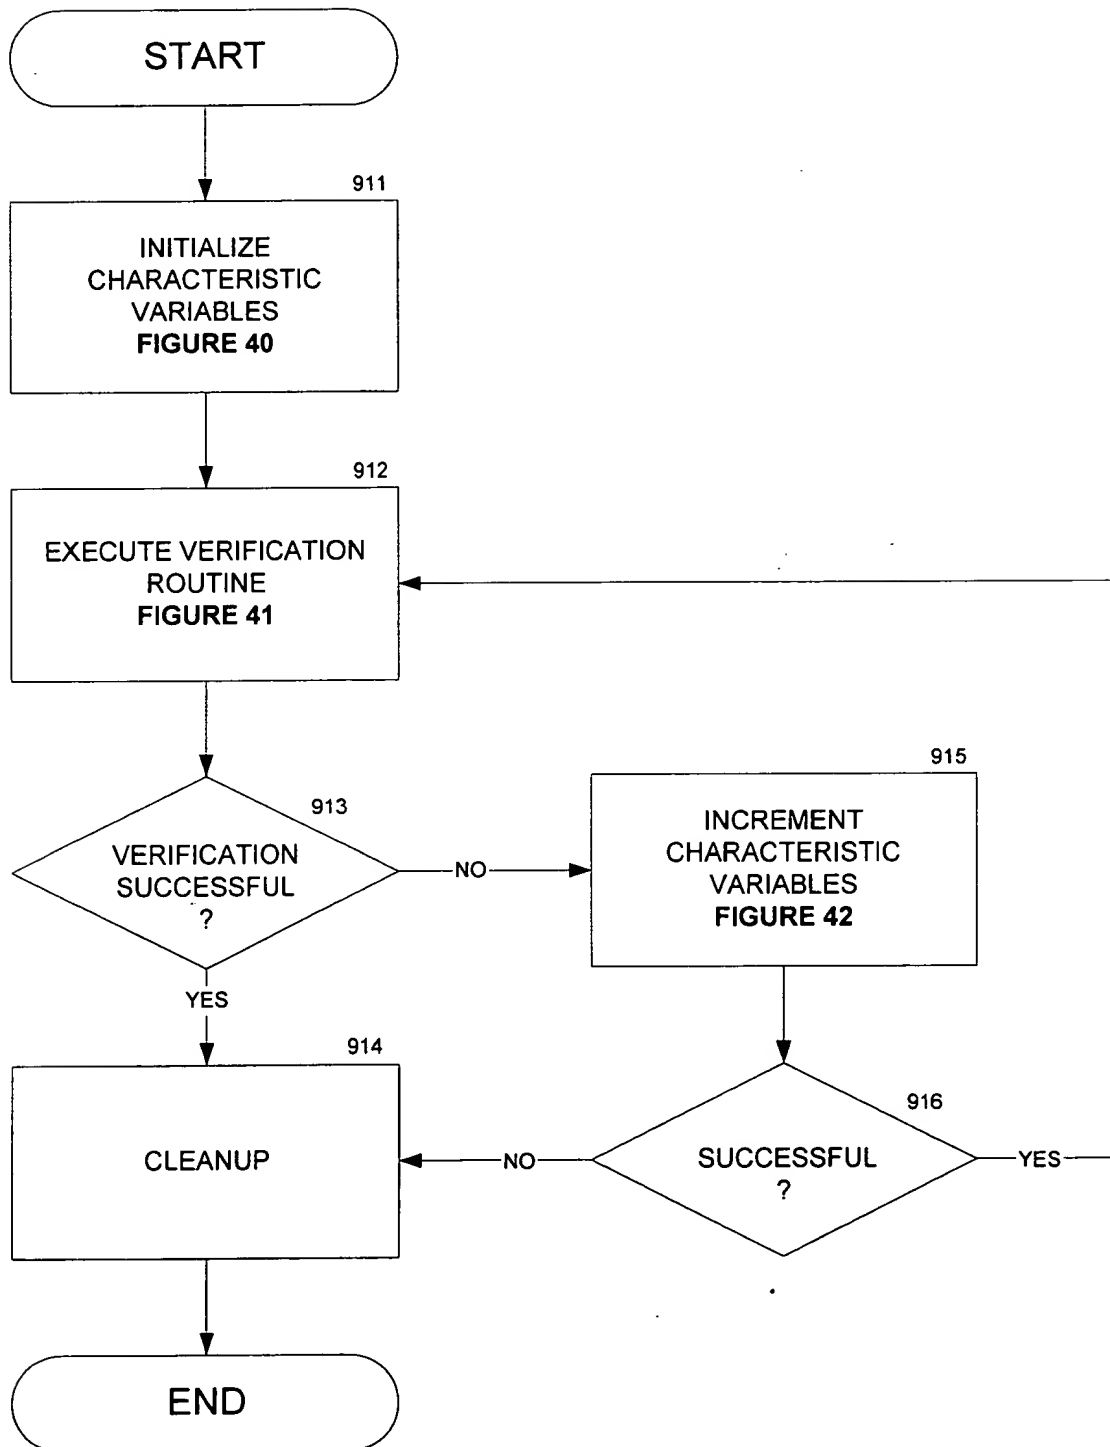 START
911
INITIALIZE
CHARACTERISTIC
VARIABLES
FIGURE 40
912
EXECUTE VERIFICATION
ROUTINE
FIGURE 41
913
VERIFICATION
SUCCESSFUL
?
NO
915
INCREMENT
CHARACTERISTIC
VARIABLES
FIGURE 42
YES
914
CLEANUP
916
SUCCESSFUL
?
NO
YES
END